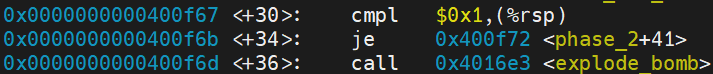 0x0000000000400f67 <+30>: cmpl $0x1,(%rsp)
0x0000000000400f6b <+34>: je 0x400f72 <phase_2+41>
0x0000000000400f6d <+36>: call 0x4016e3 <explode_bomb>